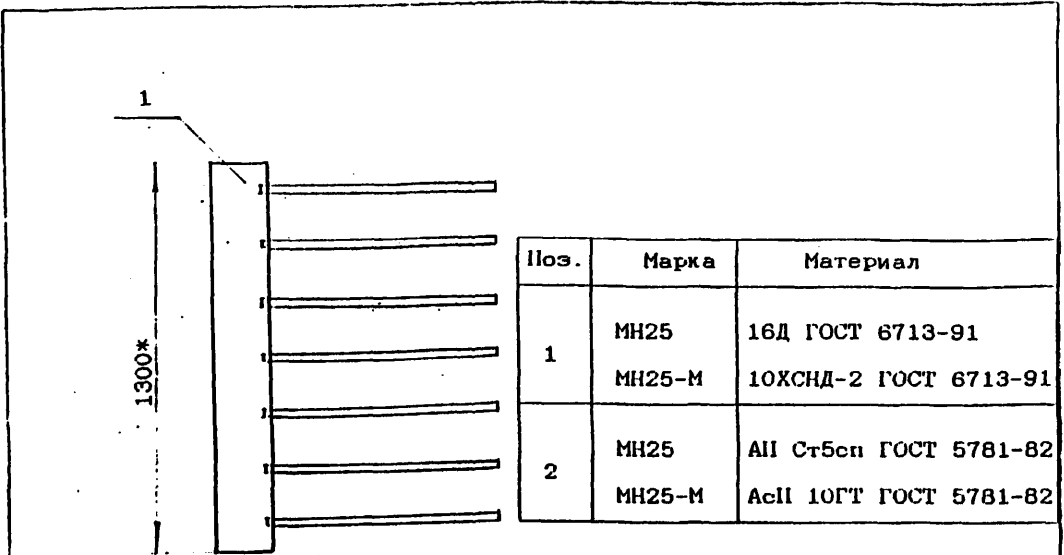 1
1300*
Поз. Марка Материал
1
МН25 16Д ГОСТ 6713-91
МН25-М 10ХСНД-2 ГОСТ 6713-91
2
МН25 АII Ст5сп ГОСТ 5781-82
МН25-М АсII 10ГТ ГОСТ 5781-82